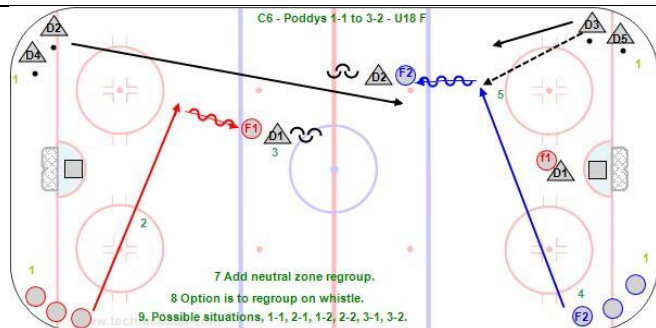 C6 - Poddys 1-1 to 3-2 - U18 F
D2
D3
D4
D5
1
1
D2
F2
5
F1
D1
3
f1
D1
2
1
1
4
F2
7 Add neutral zone regroup.
8 Option is to regroup on whistle.
9. Possible situations, 1-1, 2-1, 1-2, 2-2, 3-1, 3-2.